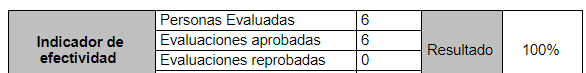 Indicador de efectividad
Personas Evaluadas 6
Evaluaciones aprobadas 6
Evaluaciones reprobadas 0
Resultado 100%